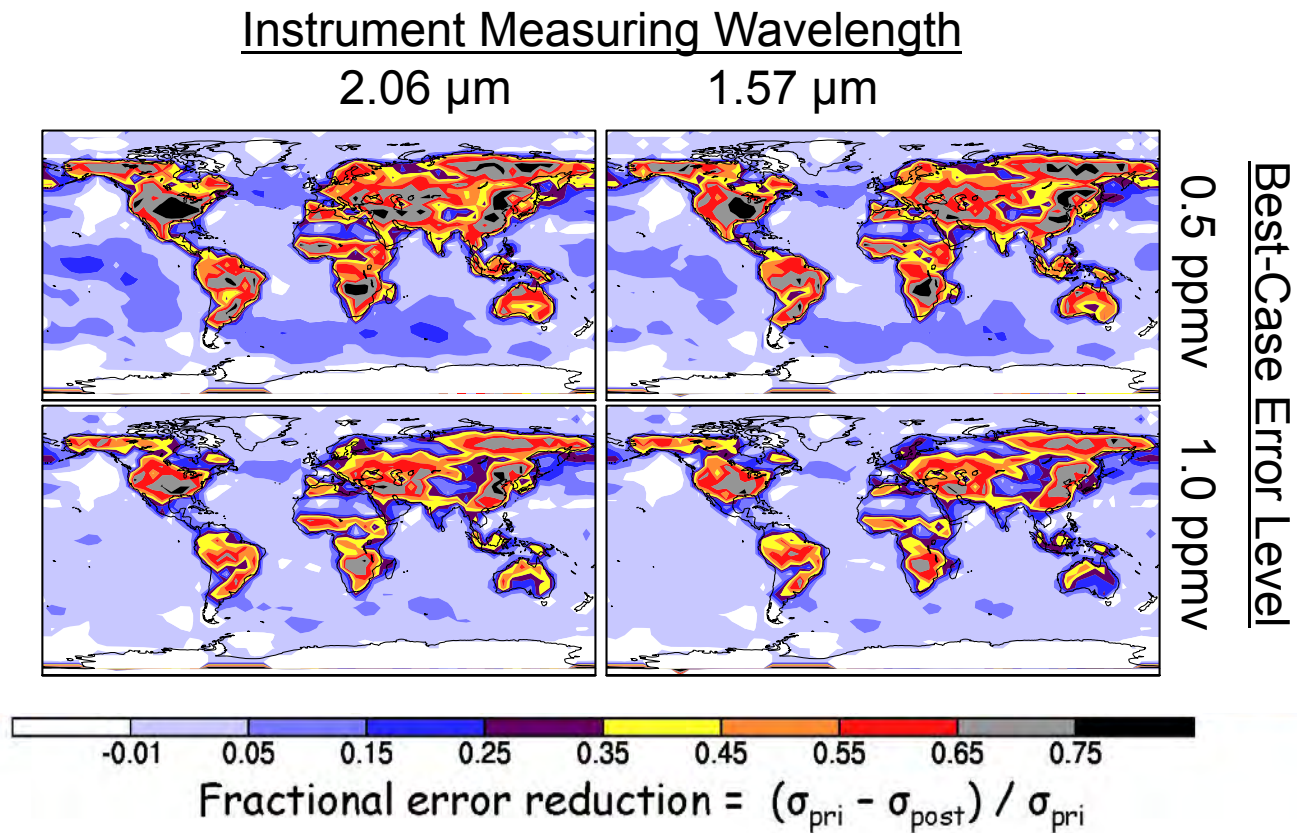 Instrument Measuring Wavelength
2.06 µm
1.57 µm
Best-Case Error Level
0.5 ppmv
1.0 ppmv
-0.01 0.05 0.15 0.25 0.35 0.45 0.55 0.65 0.75
Fractional error reduction = (σpri - σpost) / σpri